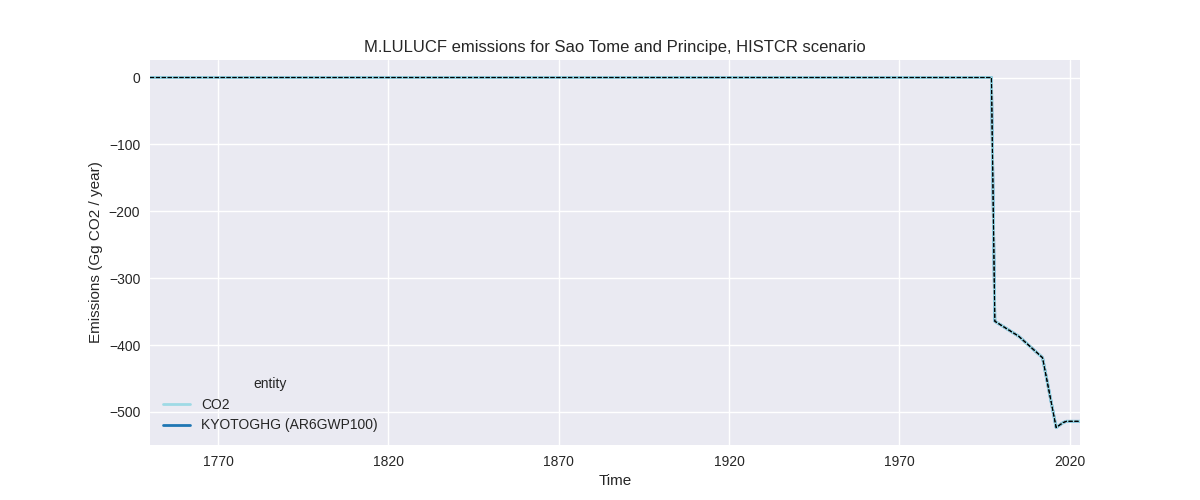 M.LULUCF emissions for Sao Tome and Principe, HISTCR scenario
Emissions (Gg CO2 / year)
0
−100
−200
−300
−400
−500
entity
CO2
KYOTOGHG (AR6GWP100)
1770 1820 1870 1920 1970 2020
Time